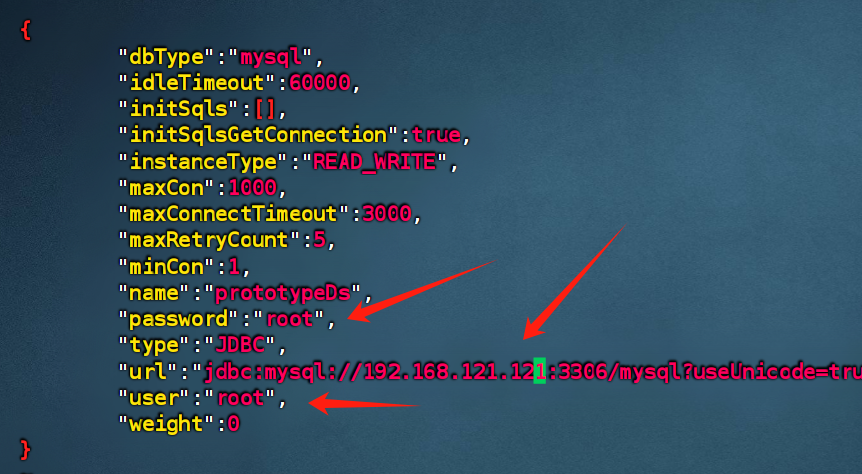 {
"dbType":"mysql",
"idleTimeout":60000,
"initSqls":[],
"initSqlsGetConnection":true,
"instanceType":"READ_WRITE",
"maxCon":1000,
"maxConnectTimeout":3000,
"maxRetryCount":5,
"minCon":1,
"name":"prototypeDs",
"password":"root",
"type":"JDBC",
"url":"jdbc:mysql://192.168.121.121:3306/mysql?useUnicode=tru
"user":"root",
"weight":0
}